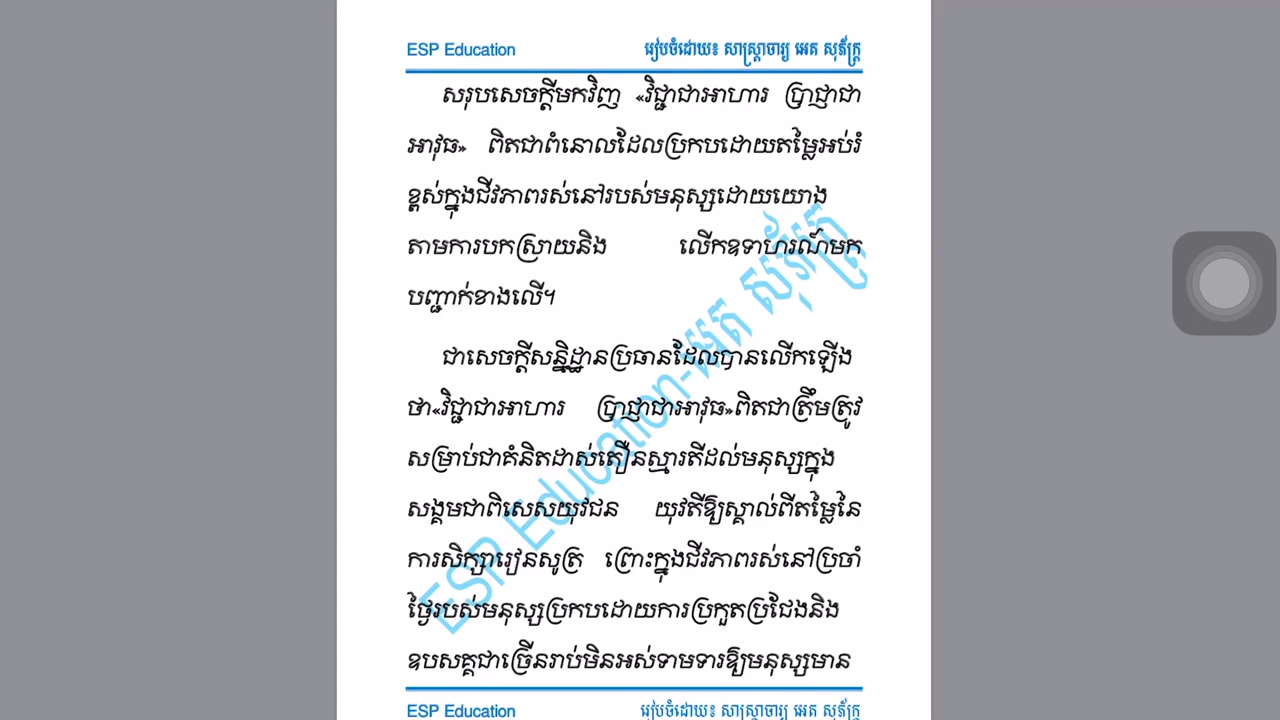 ESP Education រៀបចំដោយ៖ សាស្ត្រាចារ្យ អេត សុភ័ក្ត្រ
សរុបសេចក្ដីមកវិញ «វិជ្ជាជាអាហារ ប្រាជ្ញាជា
អាវុធ» ពិតជាពំនោលដែលប្រកបដោយតម្លៃអប់រំ
ខ្ពស់ក្នុងជីវភាពរស់នៅរបស់មនុស្សដោយយោង
តាមការបកស្រាយនិង លើកឧទាហរណ៍មក
បញ្ជាក់ខាងលើ។
ជាសេចក្ដីសន្និដ្ឋានប្រធានដែលបានលើកឡើង
ថា«វិជ្ជាជាអាហារ ប្រាជ្ញាជាអាវុធ»ពិតជាត្រឹមត្រូវ
សម្រាប់ជាគំនិតដាស់តឿនស្មារតីដល់មនុស្សក្នុង
សង្គមជាពិសេសយុវជន យុវតីឱ្យស្គាល់ពីតម្លៃនៃ
ការសិក្សារៀនសូត្រ ព្រោះក្នុងជីវភាពរស់នៅប្រចាំ
ថ្ងៃរបស់មនុស្សប្រកបដោយការប្រកួតប្រជែងនិង
ឧបសគ្គជាច្រើនរាប់មិនអស់ទាមទារឱ្យមនុស្សមាន
ESP Education-អេត សុភ័ក្ត្រ
ESP Education រៀបចំដោយ៖ សាស្ត្រាចារ្យ អេត សុភ័ក្ត្រ